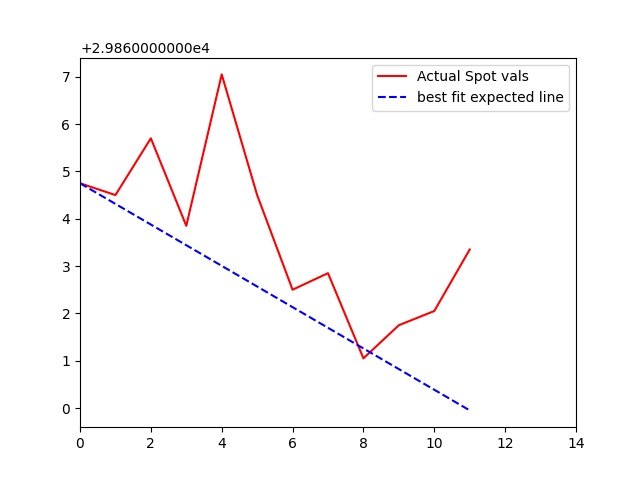 +2.9860000000e4
Actual Spot vals
best fit expected line
7
6
5
4
3
2
1
0
0 2 4 6 8 10 12 14